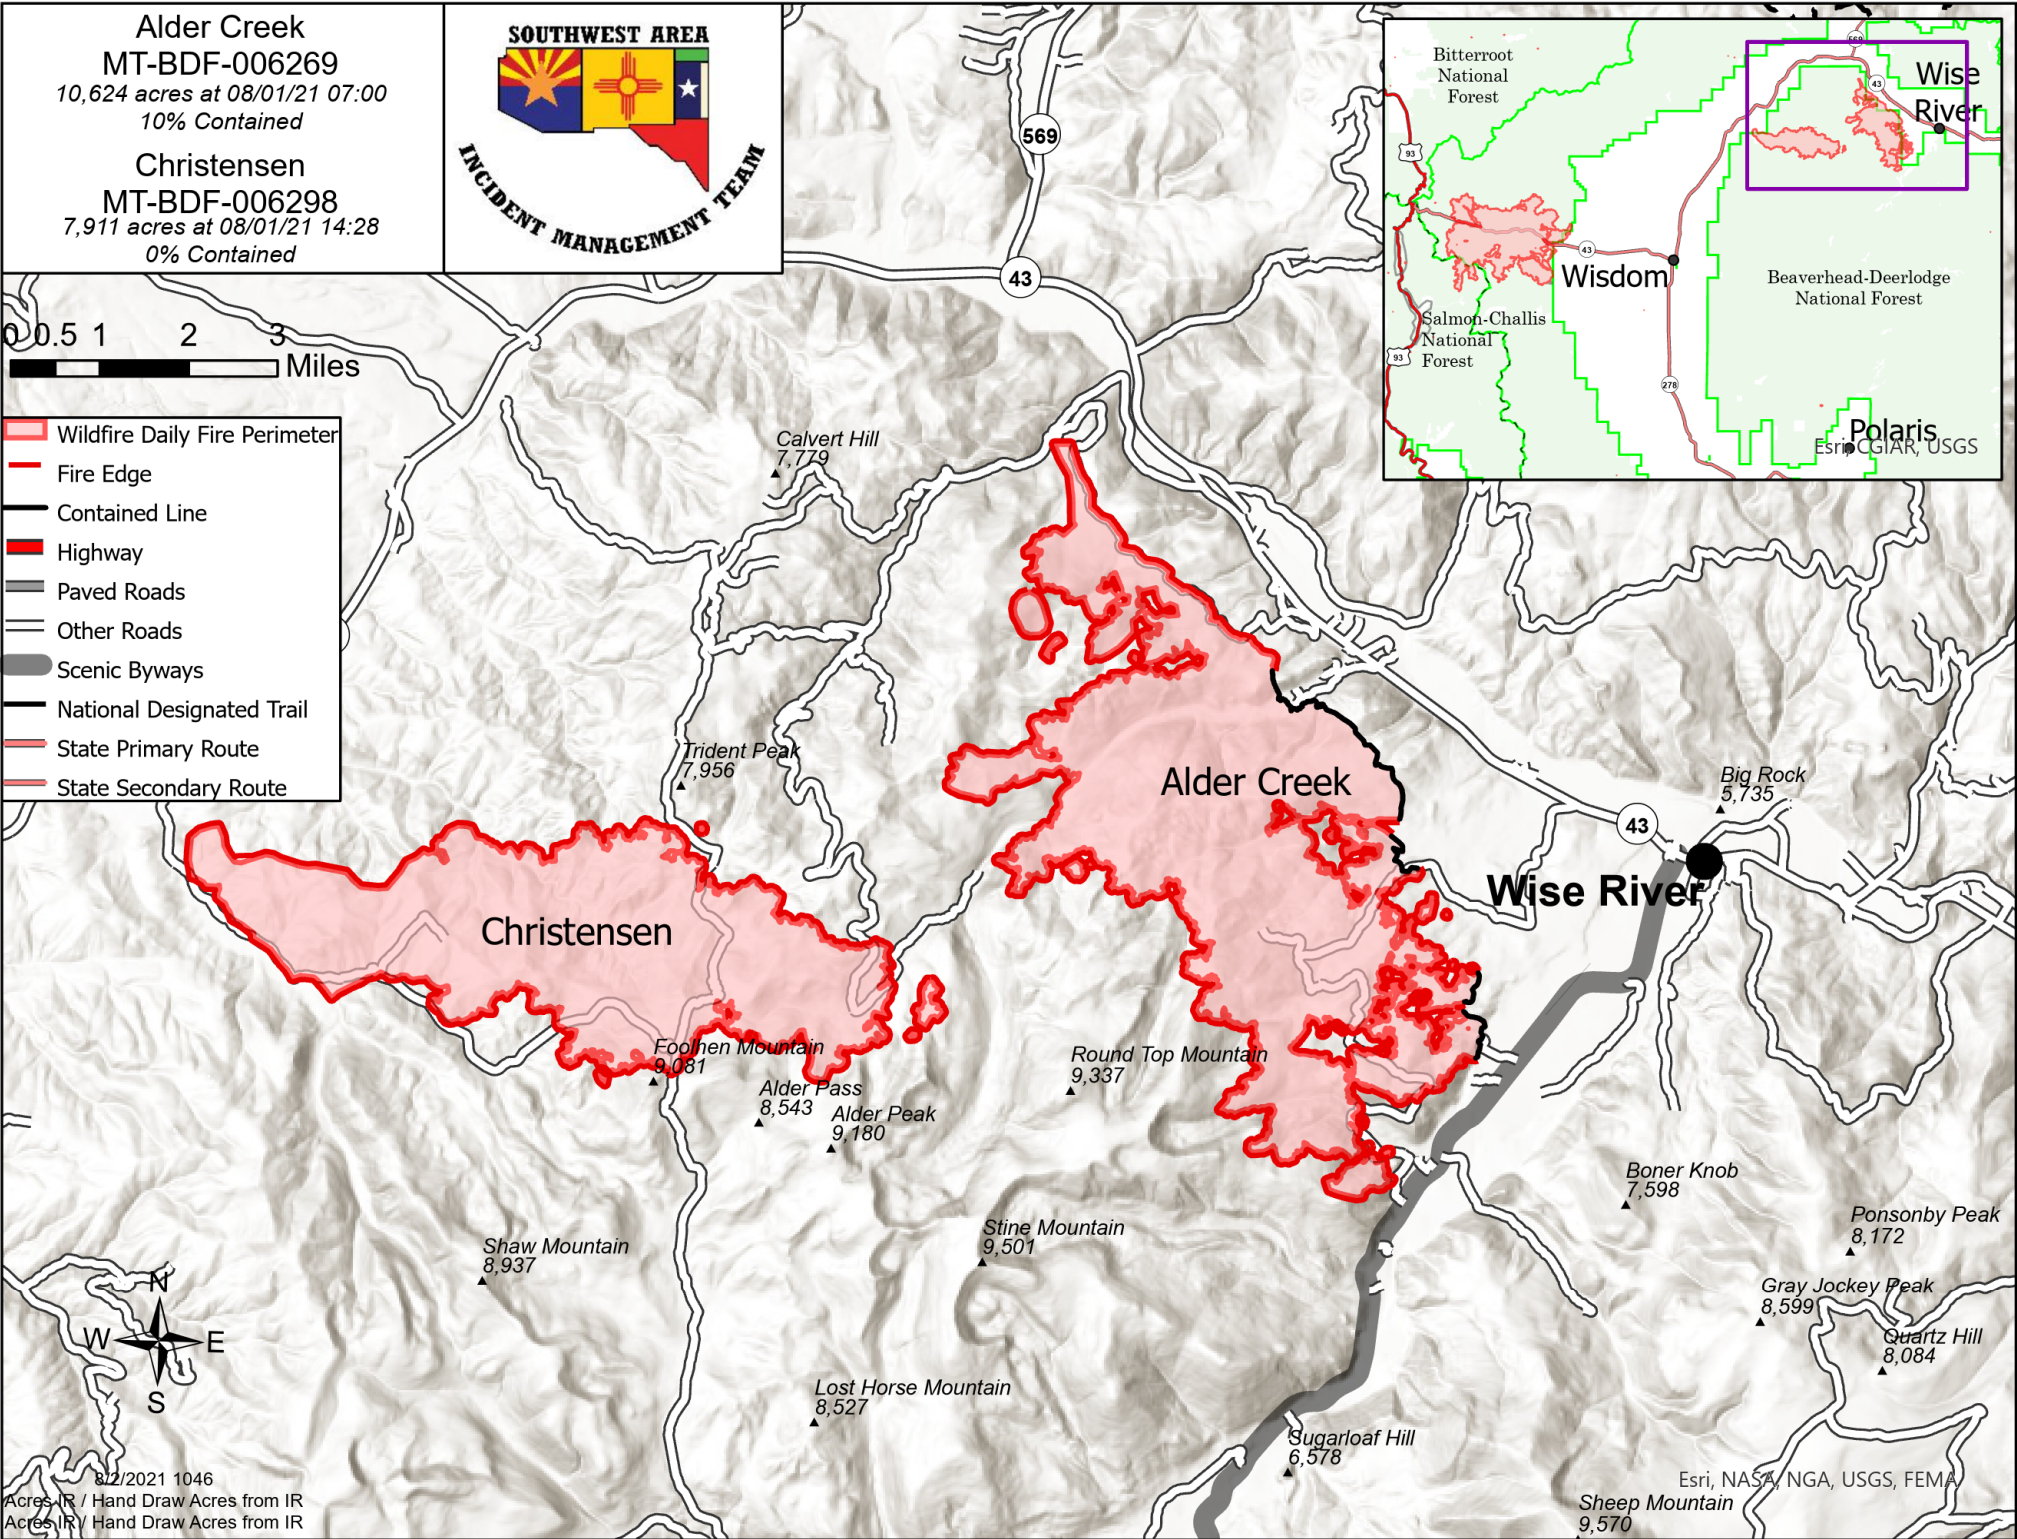 Alder Creek
MT-BDF-006269
10,624 acres at 08/01/21 07:00
10% Contained
Christensen
MT-BDF-006298
7,911 acres at 08/01/21 14:28
0% Contained
SOUTHWEST AREA
INCIDENT MANAGEMENT TEAM
0 0.5 1 2 3
Miles
Wildfire Daily Fire Perimeter
Fire Edge
Contained Line
Highway
Paved Roads
Other Roads
Scenic Byways
National Designated Trail
State Primary Route
State Secondary Route
569
43
Bitterroot
National
Forest
569
43
Wise
River
93
43
Wisdom
Beaverhead-Deerlodge
National Forest
Salmon-Challis
National
Forest
93
278
Polaris
Esri, CGIAR, USGS
Calvert Hill
7,779
Trident Peak
7,956
Alder Creek
Big Rock
5,735
43
Wise River
Christensen
Foolhen Mountain
9,081
Alder Pass
8,543
Alder Peak
9,180
Round Top Mountain
9,337
Boner Knob
7,598
Ponsonby Peak
8,172
Stine Mountain
9,501
Shaw Mountain
8,937
Gray Jockey Peak
8,599
Quartz Hill
8,084
N
W E
S
Lost Horse Mountain
8,527
Sugarloaf Hill
6,578
Sheep Mountain
9,570
8/2/2021 1046
Acres IR / Hand Draw Acres from IR
Acres IR / Hand Draw Acres from IR
Esri, NASA, NGA, USGS, FEMA